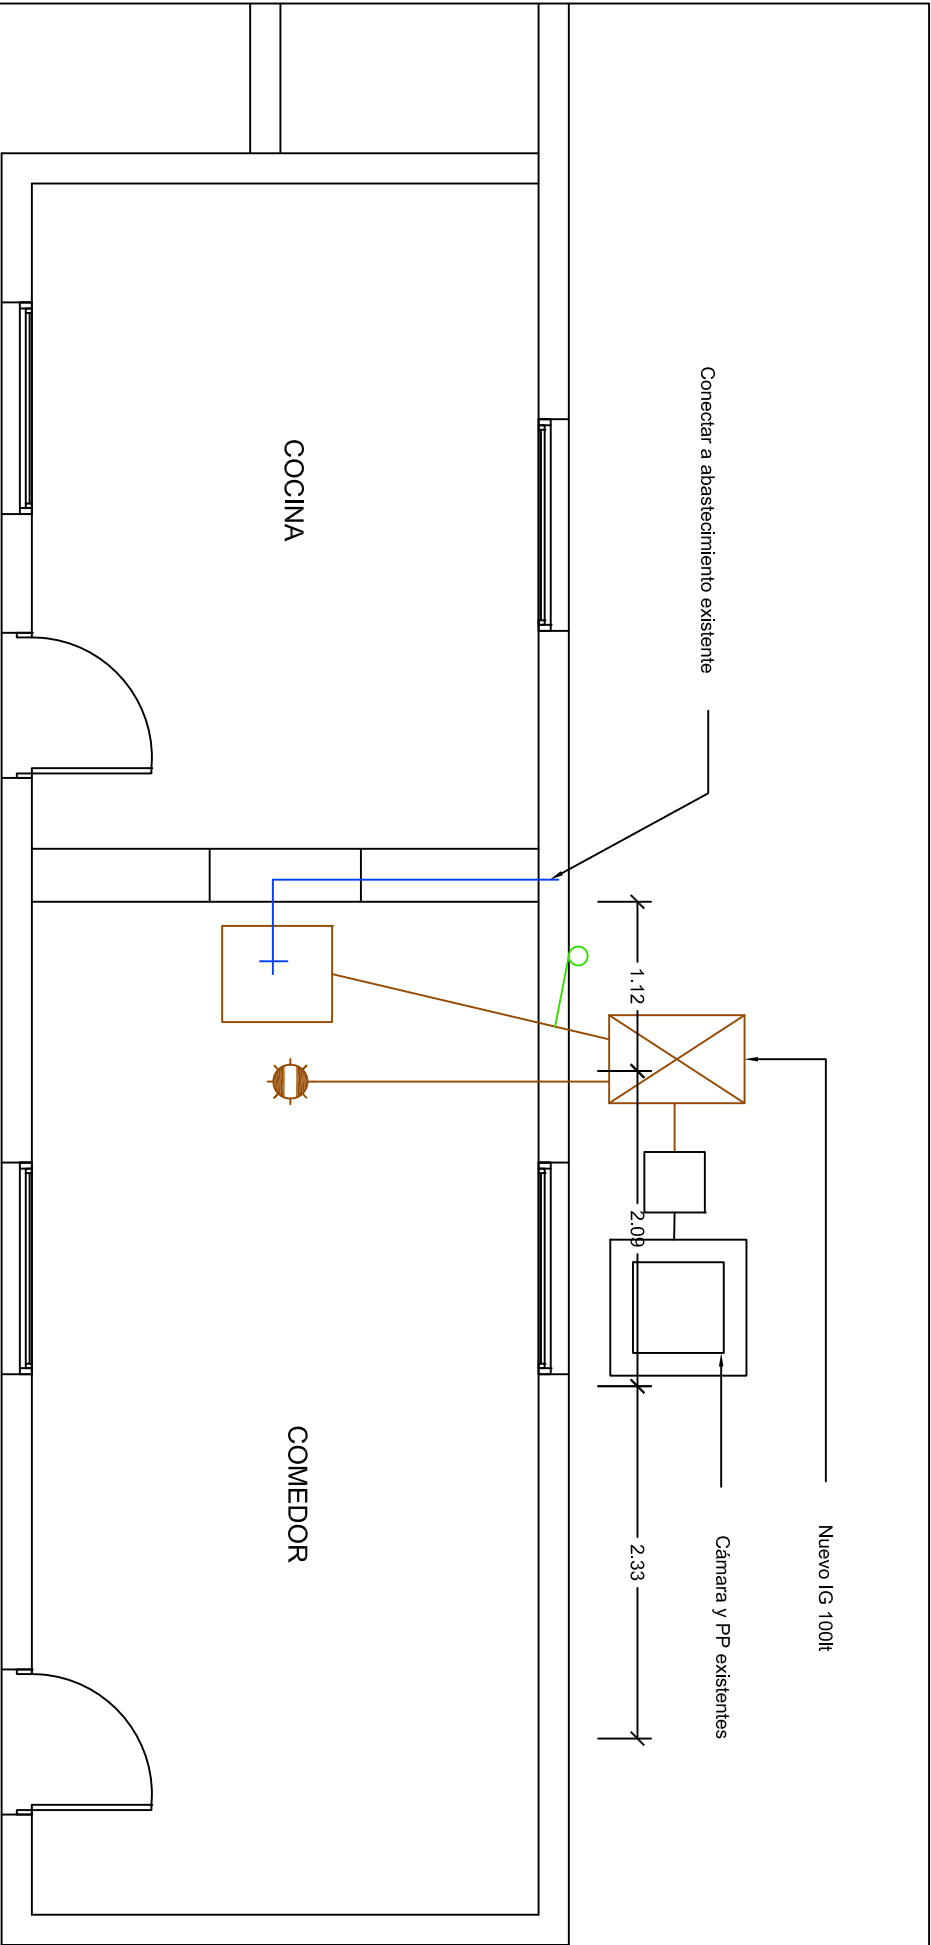 Nuevo IG 100lt
Cámara y PP existentes
Conectar a abastecimiento existente
1.12
2.09
2.33
COCINA
COMEDOR